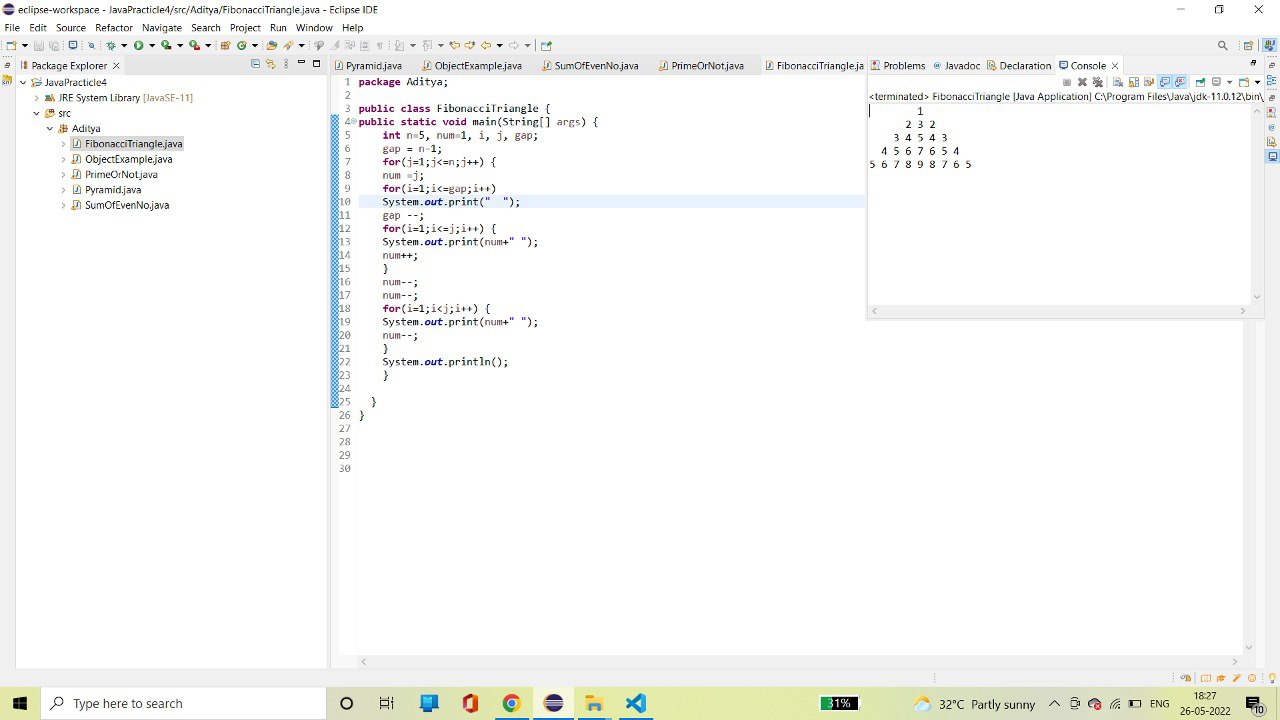 eclipse-workspace - JavaPracticle4/src/Aditya/FibonacciTriangle.java - Eclipse IDE
File Edit Source Refactor Navigate Search Project Run Window Help
Package Explorer
JavaPracticle4
JRE System Library [JavaSE-11]
src
Aditya
FibonacciTriangle.java
ObjectExample.java
PrimeOrNot.java
Pyramid.java
SumOfEvenNo.java
Pyramid.java ObjectExample.java SumOfEvenNo.java PrimeOrNot.java FibonacciTriangle.ja
1 package Aditya;
2
3 public class FibonacciTriangle {
4 public static void main(String[] args) {
5 int n=5, num=1, i, j, gap;
6 gap = n-1;
7 for(j=1;j<=n;j++) {
8 num =j;
9 for(i=1;i<=gap;i++)
10 System.out.print("  ");
11 gap --;
12 for(i=1;i<=j;i++) {
13 System.out.print(num+" ");
14 num++;
15 }
16 num--;
17 num--;
18 for(i=1;i<j;i++) {
19 System.out.print(num+" ");
20 num--;
21 }
22 System.out.println();
23 }
24
25 }
26 }
27
28
29
30
Problems Javadoc Declaration Console
<terminated> FibonacciTriangle [Java Application] C:\Program Files\Java\jdk-11.0.12\bin\
1
2 3 2
3 4 5 4 3
4 5 6 7 6 5 4
5 6 7 8 9 8 7 6 5
Type here to search
31%
32°C Partly sunny
ENG
18:27
26-05-2022
10